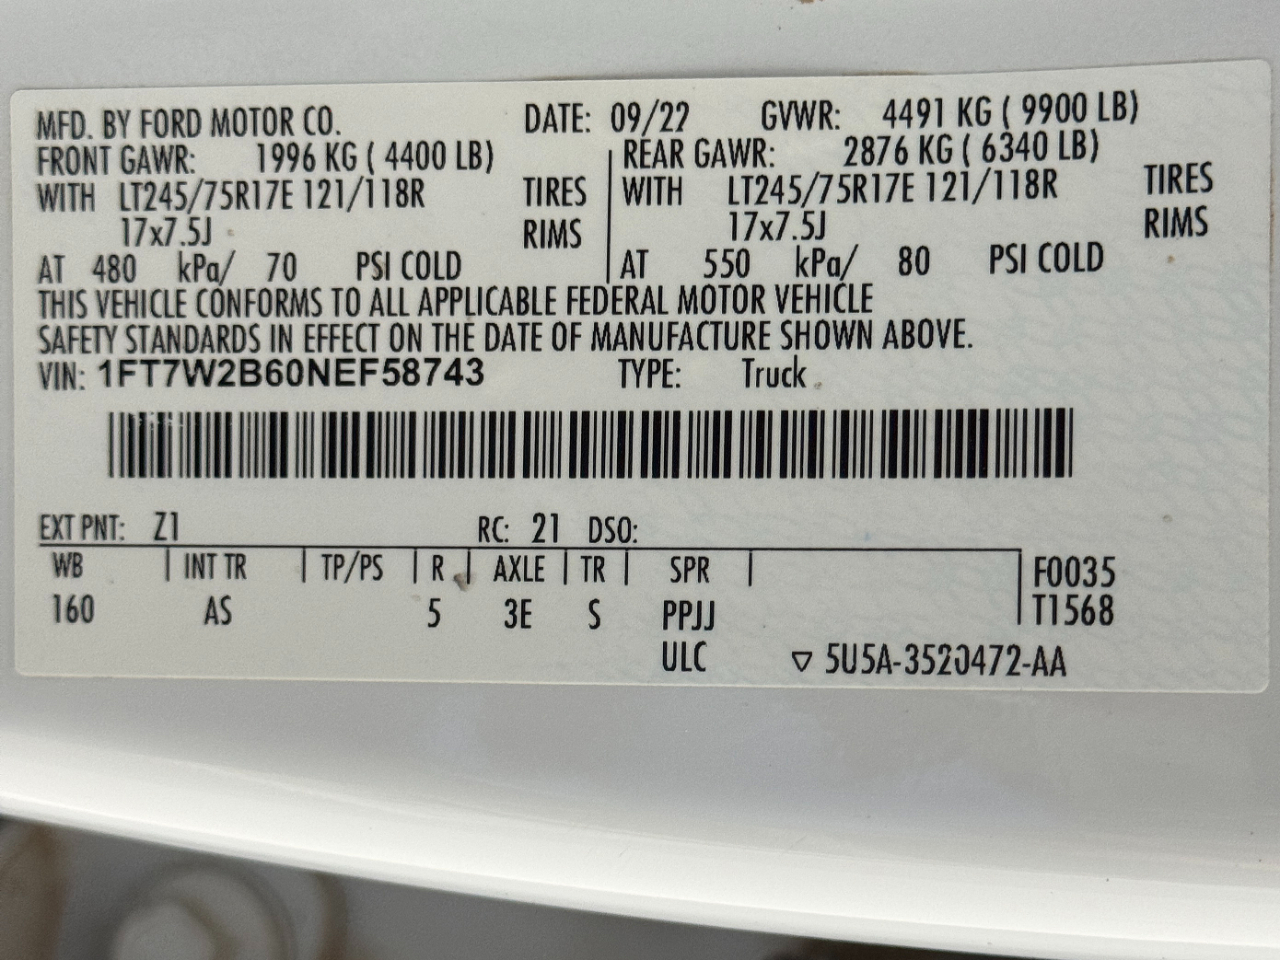 MFD. BY FORD MOTOR CO. DATE: 09/22 GVWR: 4491 KG ( 9900 LB)
FRONT GAWR: 1996 KG ( 4400 LB) REAR GAWR: 2876 KG ( 6340 LB)
WITH LT245/75R17E 121/118R TIRES WITH LT245/75R17E 121/118R TIRES
17x7.5J RIMS 17x7.5J RIMS
AT 480 kPa/ 70 PSI COLD AT 550 kPa/ 80 PSI COLD
THIS VEHICLE CONFORMS TO ALL APPLICABLE FEDERAL MOTOR VEHICLE
SAFETY STANDARDS IN EFFECT ON THE DATE OF MANUFACTURE SHOWN ABOVE.
VIN: 1FT7W2B60NEF58743 TYPE: Truck
EXT PNT: Z1 RC: 21 DSO:
WB INT TR TP/PS R AXLE TR SPR F0035
160 AS 5 3E S PPJJ T1568
ULC ▽ 5U5A-3520472-AA